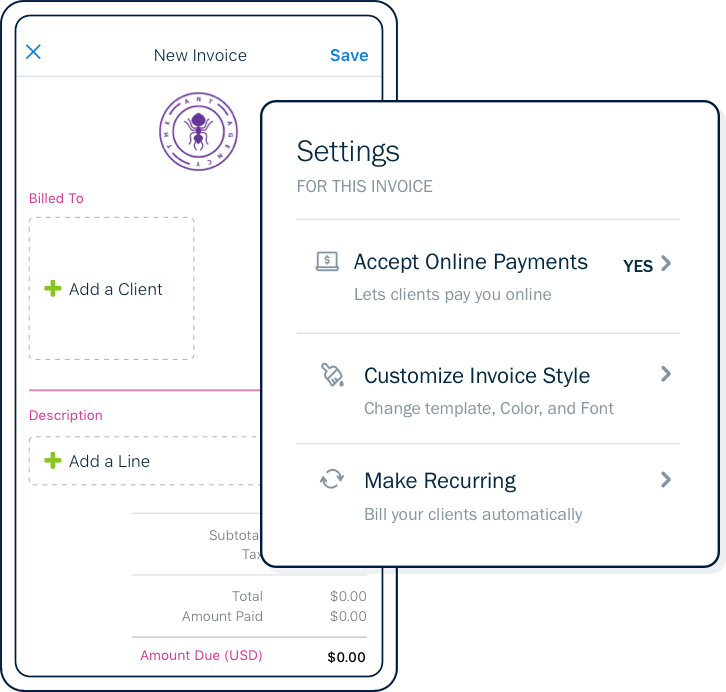 New Invoice
Save
THE ANT AGENCY
Billed To
Add a Client
Description
Add a Line
Subtota
Tax
Total
$0.00
Amount Paid
$0.00
Amount Due (USD)
$0.00
Settings
FOR THIS INVOICE
$
Accept Online Payments
YES
Lets clients pay you online
Customize Invoice Style
Change template, Color, and Font
Make Recurring
Bill your clients automatically